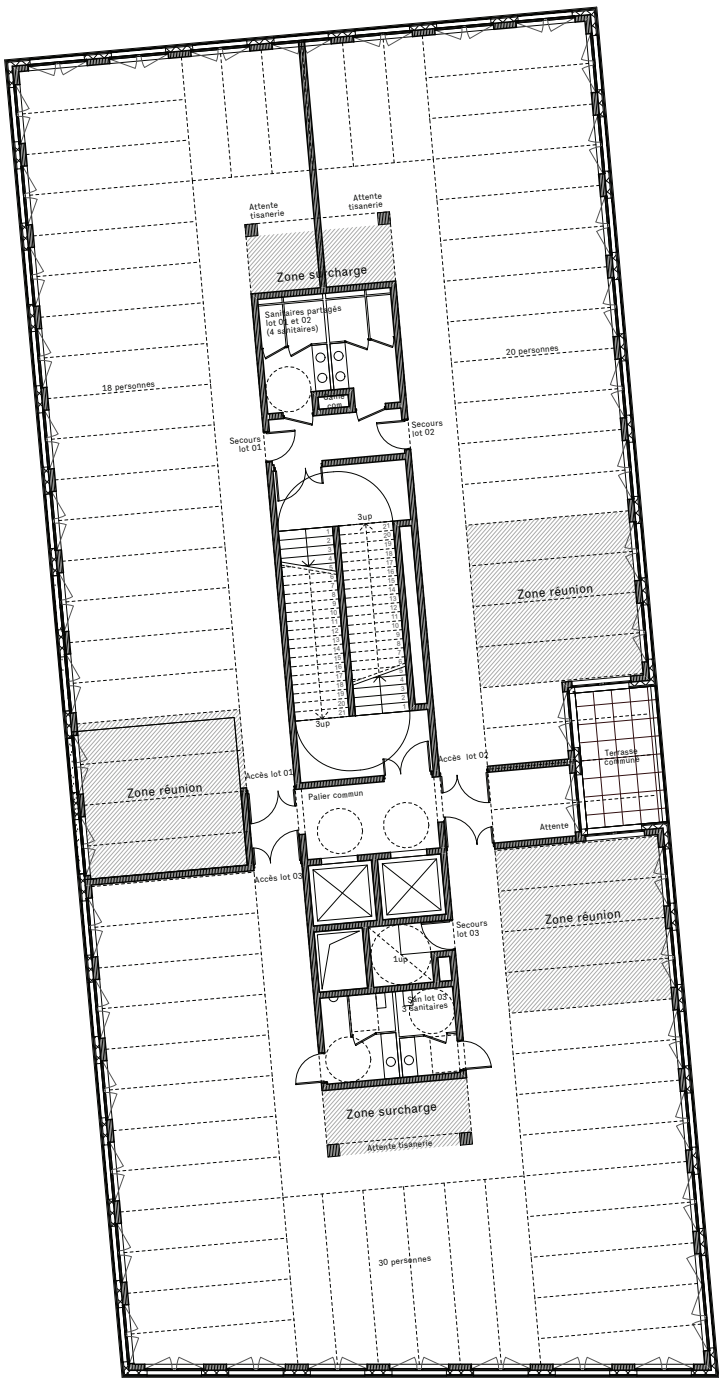 Attente
tisanerie
Attente
tisanerie
Zone surcharge
Sanitaires partagés
lot 01 et 02
(4 sanitaires)
20 personnes
18 personnes
com
Secours
lot 01
Secours
lot 02
3up
Zone réunion
3up
Terrasse
commune
Accès lot 01
Accès lot 02
Zone réunion
Palier commun
Attente
Accès lot 03
Zone réunion
Secours
lot 03
1up
San lot 03
3 sanitaires
Zone surcharge
Attente tisanerie
30 personnes